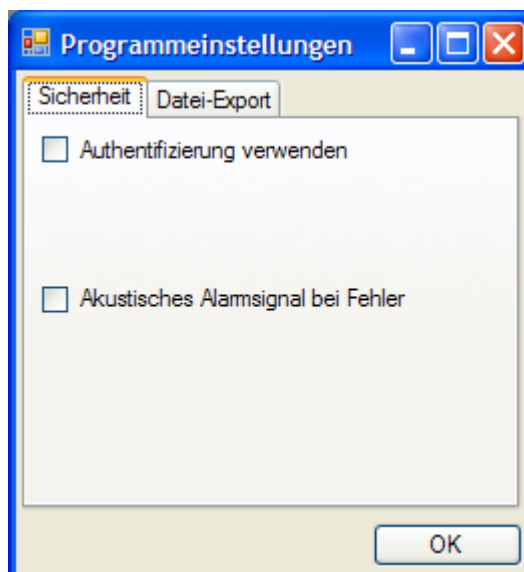 Programmeinstellungen
Sicherheit Datei-Export
Authentifizierung verwenden
Akustisches Alarmsignal bei Fehler
OK